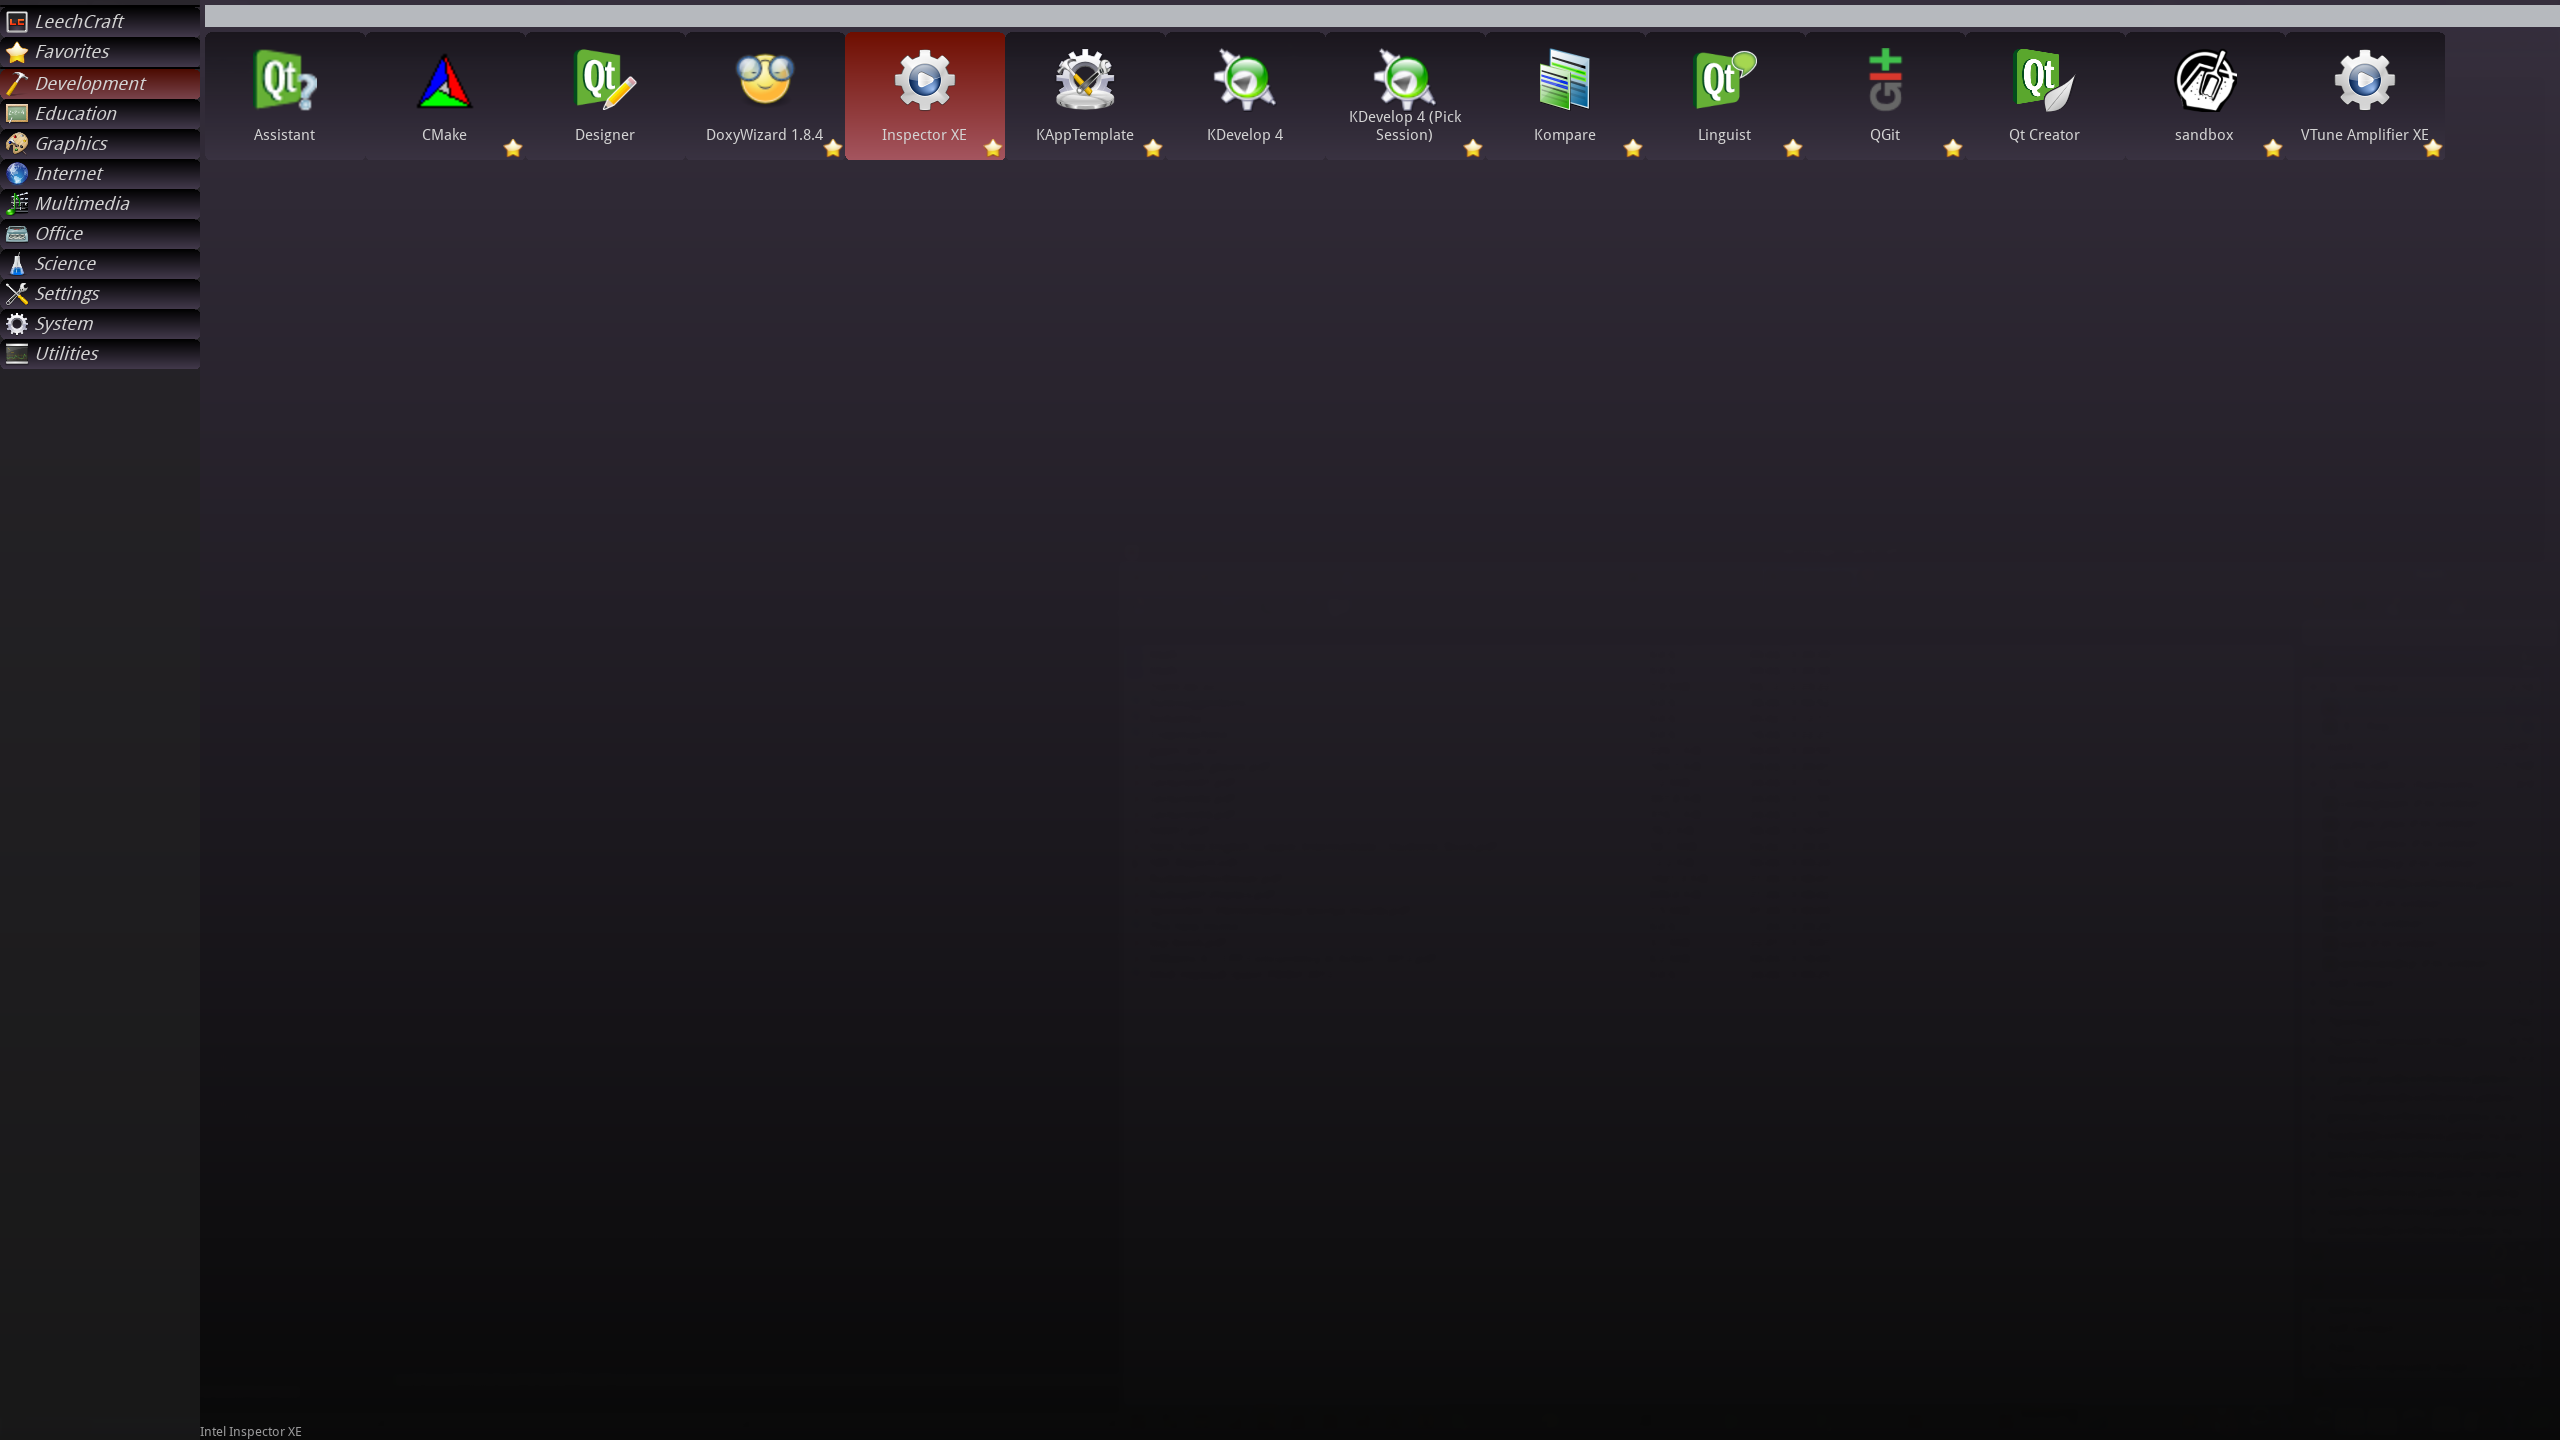 LeechCraft
Favorites
Development
Education
Graphics
Internet
Multimedia
Office
Science
Settings
System
Utilities
Assistant
CMake
Designer
DoxyWizard 1.8.4
Inspector XE
KAppTemplate
KDevelop 4
KDevelop 4 (Pick
Session)
Kompare
Linguist
QGit
Qt Creator
sandbox
VTune Amplifier XE
Intel Inspector XE